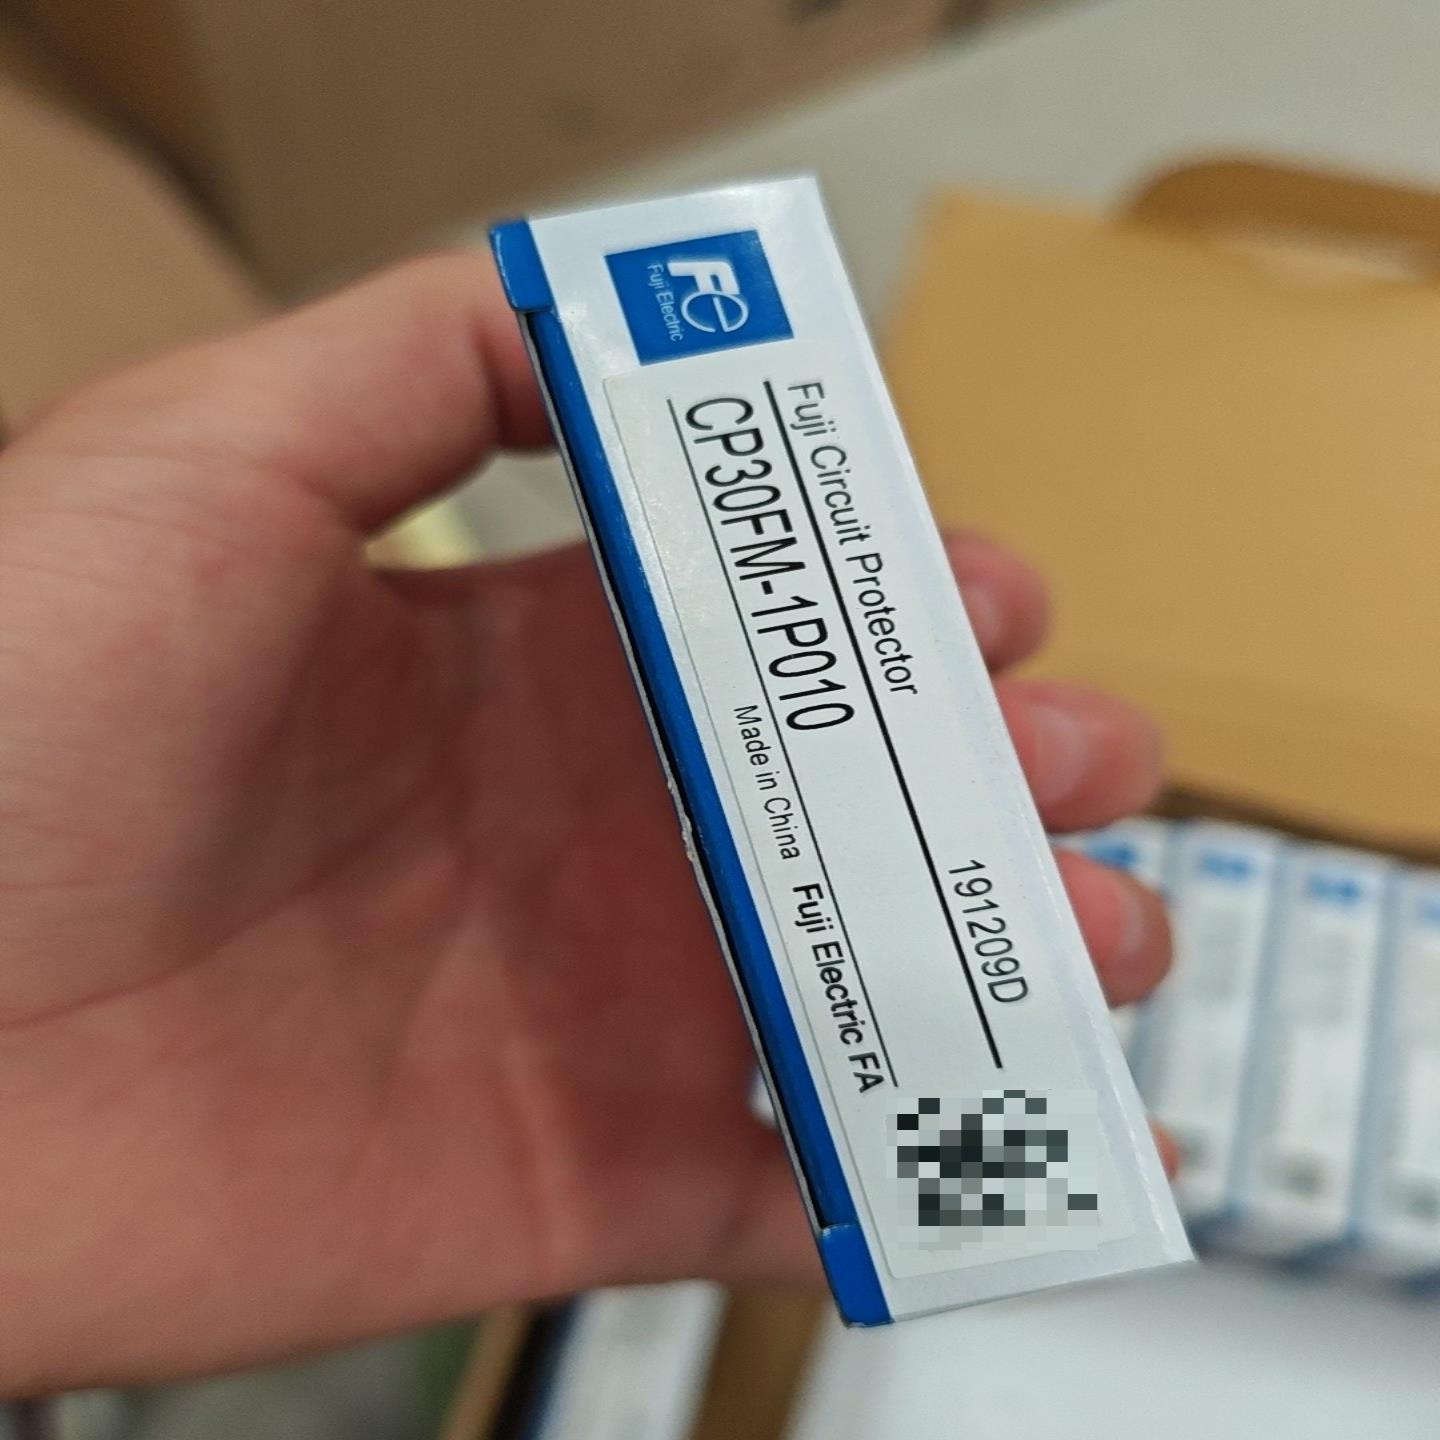 Fe
Fuji Electric
Fuji Circuit Protector
191209D
CP30FM-1P010
Made in China Fuji Electric FA